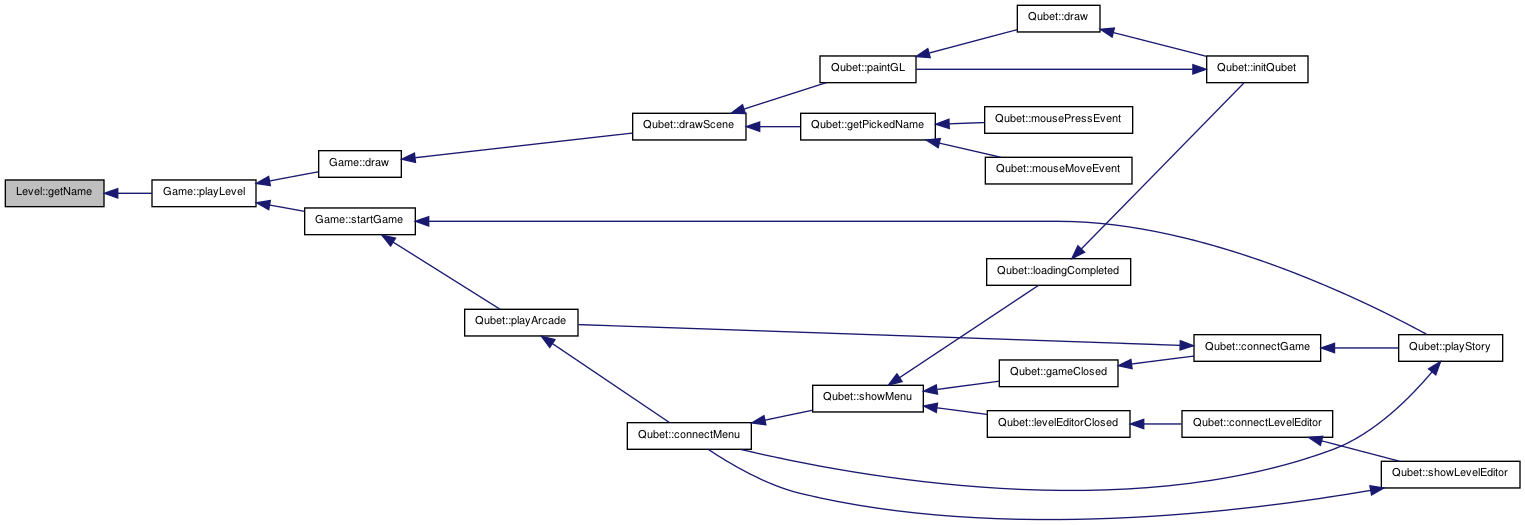 Qubet::draw
Qubet::paintGL
Qubet::initQubet
Qubet::drawScene
Qubet::getPickedName
Qubet::mousePressEvent
Game::draw
Qubet::mouseMoveEvent
Level::getName
Game::playLevel
Game::startGame
Qubet::loadingCompleted
Qubet::playArcade
Qubet::connectGame
Qubet::playStory
Qubet::gameClosed
Qubet::showMenu
Qubet::connectMenu
Qubet::levelEditorClosed
Qubet::connectLevelEditor
Qubet::showLevelEditor